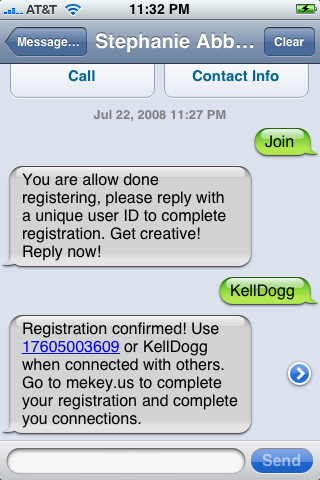 AT&T 11:32 PM
Message... Stephanie Abb... Clear
Call Contact Info
Jul 22, 2008 11:27 PM
Join
You are allow done
registering, please reply with
a unique user ID to complete
registration. Get creative!
Reply now!
KellDogg
Registration confirmed! Use
17605003609 or KellDogg
when connected with others.
Go to mekey.us to complete
your registration and complete
you connections.
Send